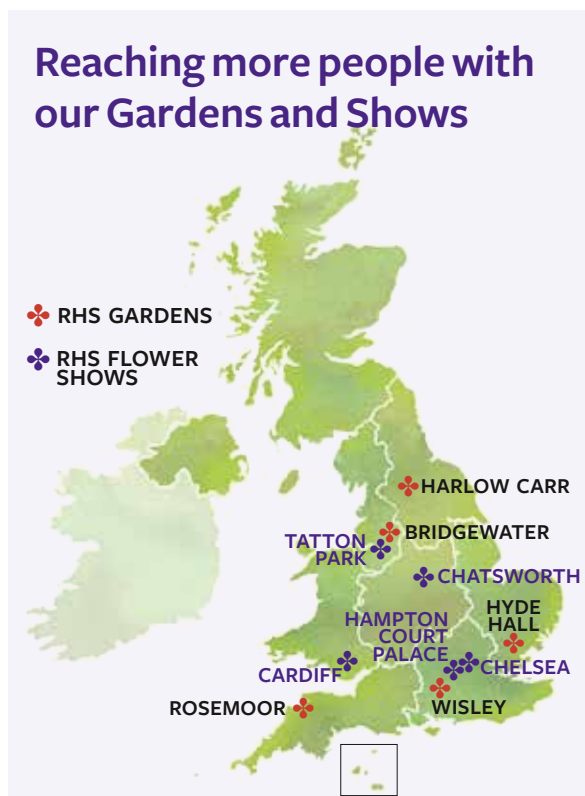 Reaching more people with
our Gardens and Shows
RHS GARDENS
RHS FLOWER
SHOWS
HARLOW CARR
BRIDGEWATER
TATTON
PARK
CHATSWORTH
HYDE
HALL
HAMPTON
COURT
PALACE
CHELSEA
CARDIFF
ROSEMOOR
WISLEY